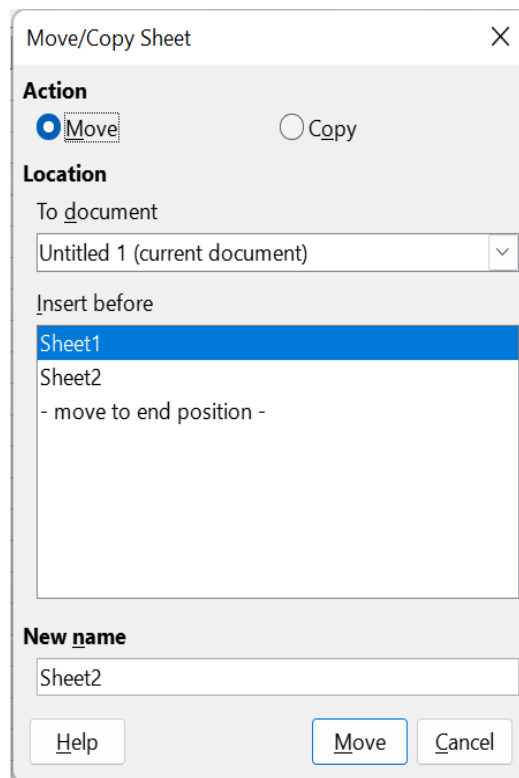 Move/Copy Sheet
Action
Move Copy
Location
To document
Untitled 1 (current document)
Insert before
Sheet1
Sheet2
- move to end position -
New name
Sheet2
Help Move Cancel